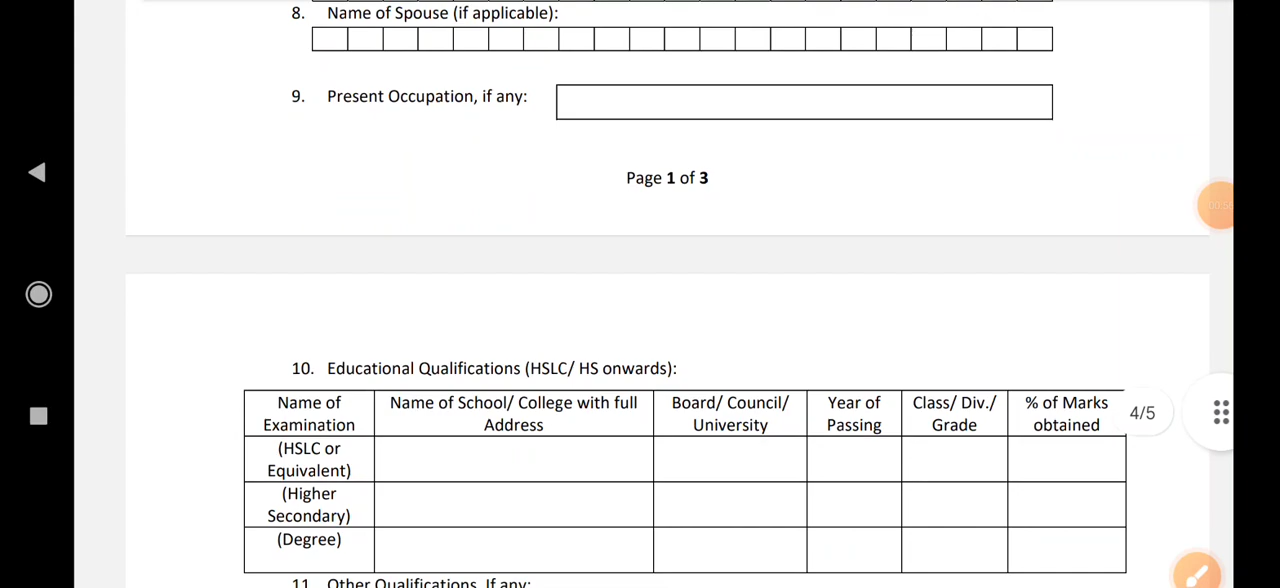 8. Name of Spouse (if applicable):
9. Present Occupation, if any:
Page 1 of 3
10. Educational Qualifications (HSLC/ HS onwards):
Name of Examination Name of School/ College with full Address Board/ Council/ University Year of Passing Class/ Div./ Grade % of Marks obtained
4/5
(HSLC or Equivalent)
(Higher Secondary)
(Degree)
11. Other Qualifications, If any: